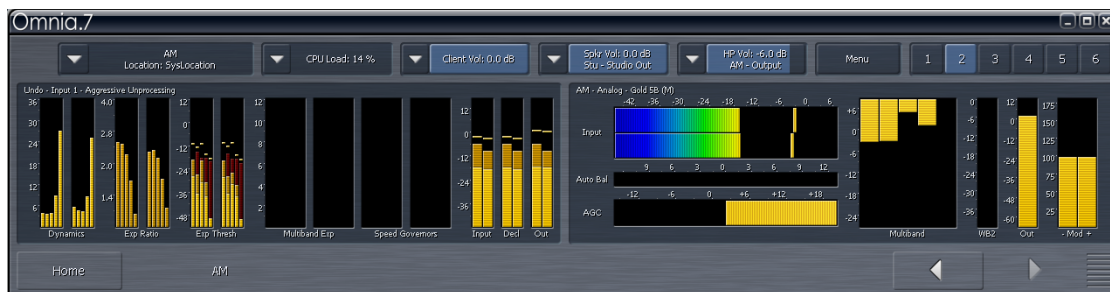 Omnia.7
AM
Location: SysLocation
CPU Load: 14 %
Client Vol: 0.0 dB
Spkr Vol: 0.0 dB
Stu - Studio Out
HP Vol: -6.0 dB
AM - Output
Menu
1 2 3 4 5 6
Undo - Input 1 - Aggressive Unprocessing
36 30 24 18 12 6
Dynamics
4.0 2.8 2.0 1.4
Exp Ratio
12 0 -12 -24 -36 -48
Exp Thresh
12 10 8 6 4 2
Multiband Exp
Speed Governors
12 0 -12 -24 -36
Input Decl Out
AM - Analog - Gold 5B (M)
-42 -36 -30 -24 -18 -12 -6 0 6
Input
9 6 3 0 3 6 9 12
Auto Bal
-12 -6 0 +6 +12 +18
AGC
+6 0 -6 -12 -18 -24
Multiband
0 -6 -12 -18 -24 -30 -36
WB2
12 0 -12 -24 -36 -48 -60
Out
175 150 125 100 75 50 25
- Mod +
Home
AM